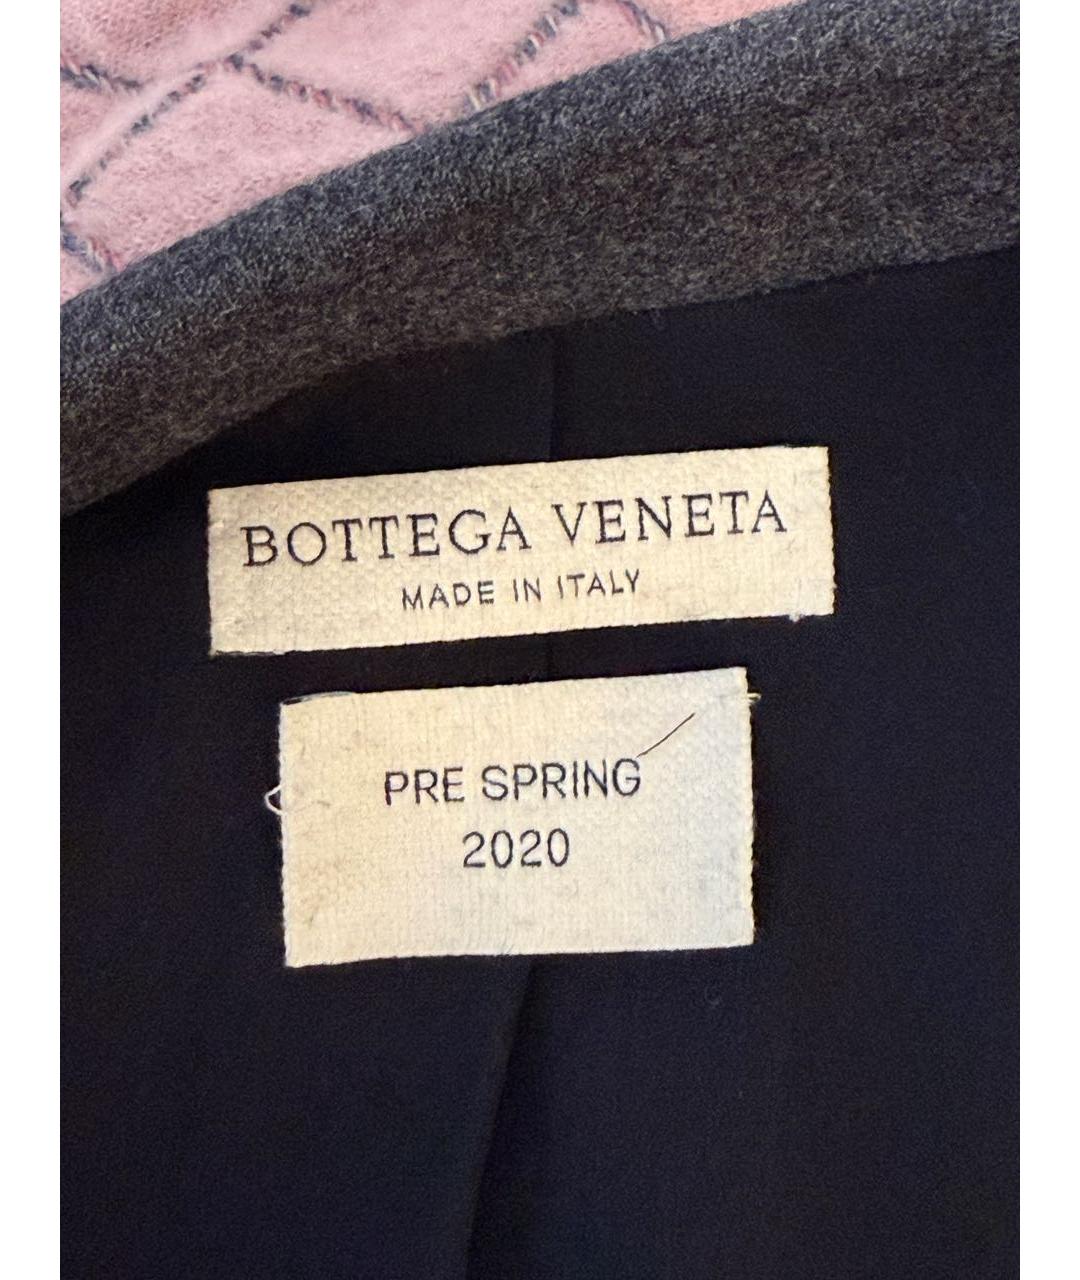 BOTTEGA VENETA
MADE IN ITALY
PRE SPRING
2020